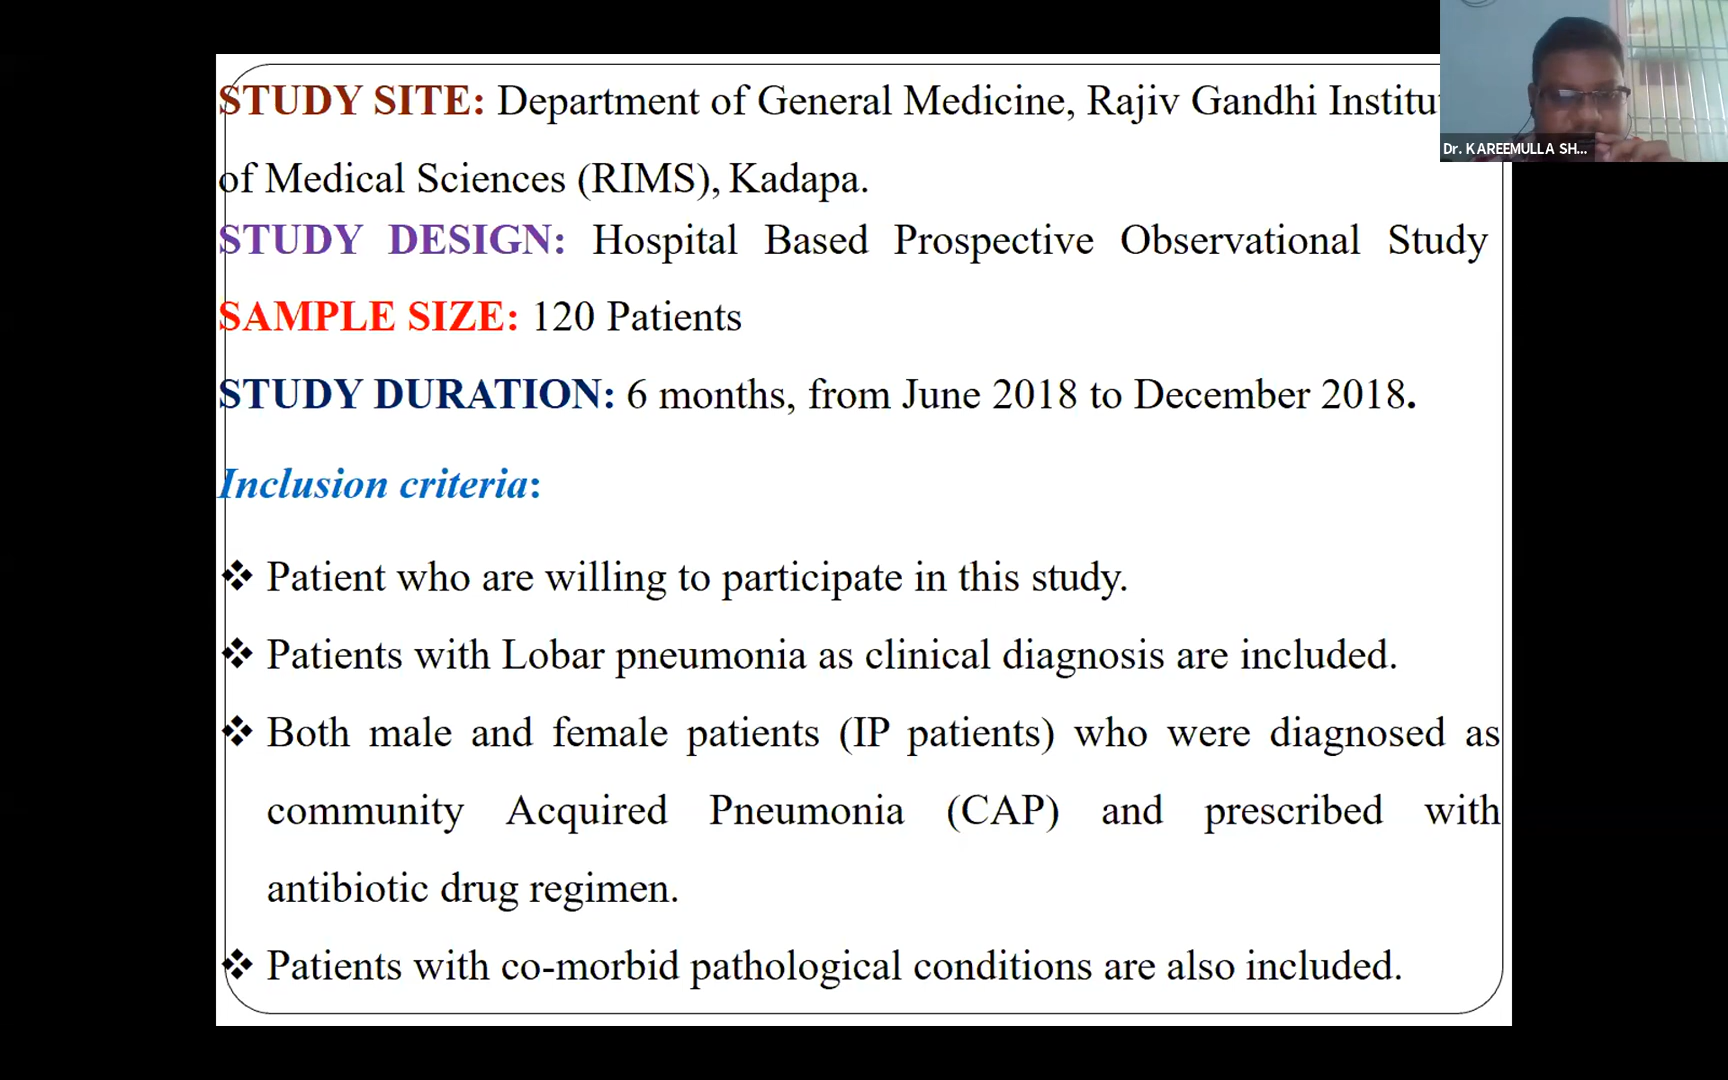 STUDY SITE: Department of General Medicine, Rajiv Gandhi Institu
of Medical Sciences (RIMS), Kadapa.
STUDY DESIGN: Hospital Based Prospective Observational Study
SAMPLE SIZE: 120 Patients
STUDY DURATION: 6 months, from June 2018 to December 2018.
Inclusion criteria:
❖ Patient who are willing to participate in this study.
❖ Patients with Lobar pneumonia as clinical diagnosis are included.
❖ Both male and female patients (IP patients) who were diagnosed as
community Acquired Pneumonia (CAP) and prescribed with
antibiotic drug regimen.
❖ Patients with co-morbid pathological conditions are also included.
Dr. KAREEMULLA SH...